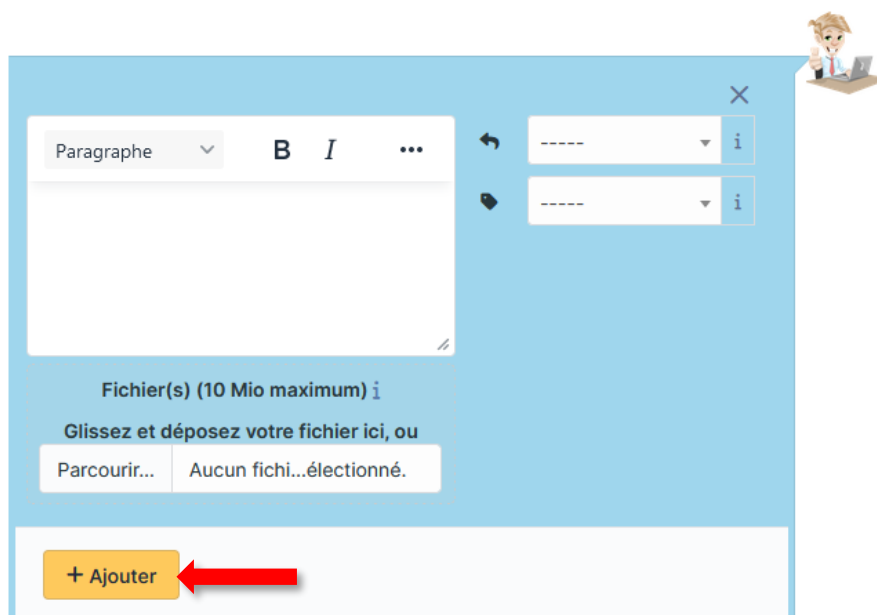 Paragraphe B I •••
-----
i
-----
i
Fichier(s) (10 Mio maximum) i
Glissez et déposez votre fichier ici, ou
Parcourir... Aucun fichi...électionné.
+ Ajouter